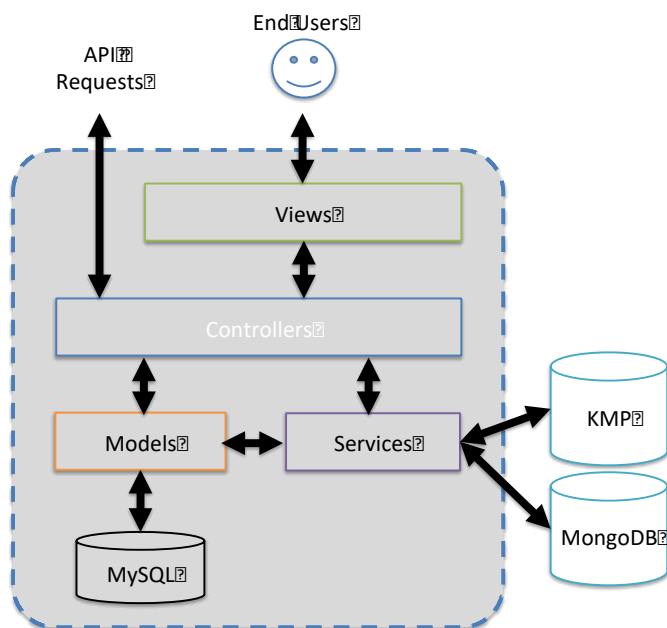 End Users
API
Requests
Views
Controllers
Models
Services
KMP
MongoDB
MySQL